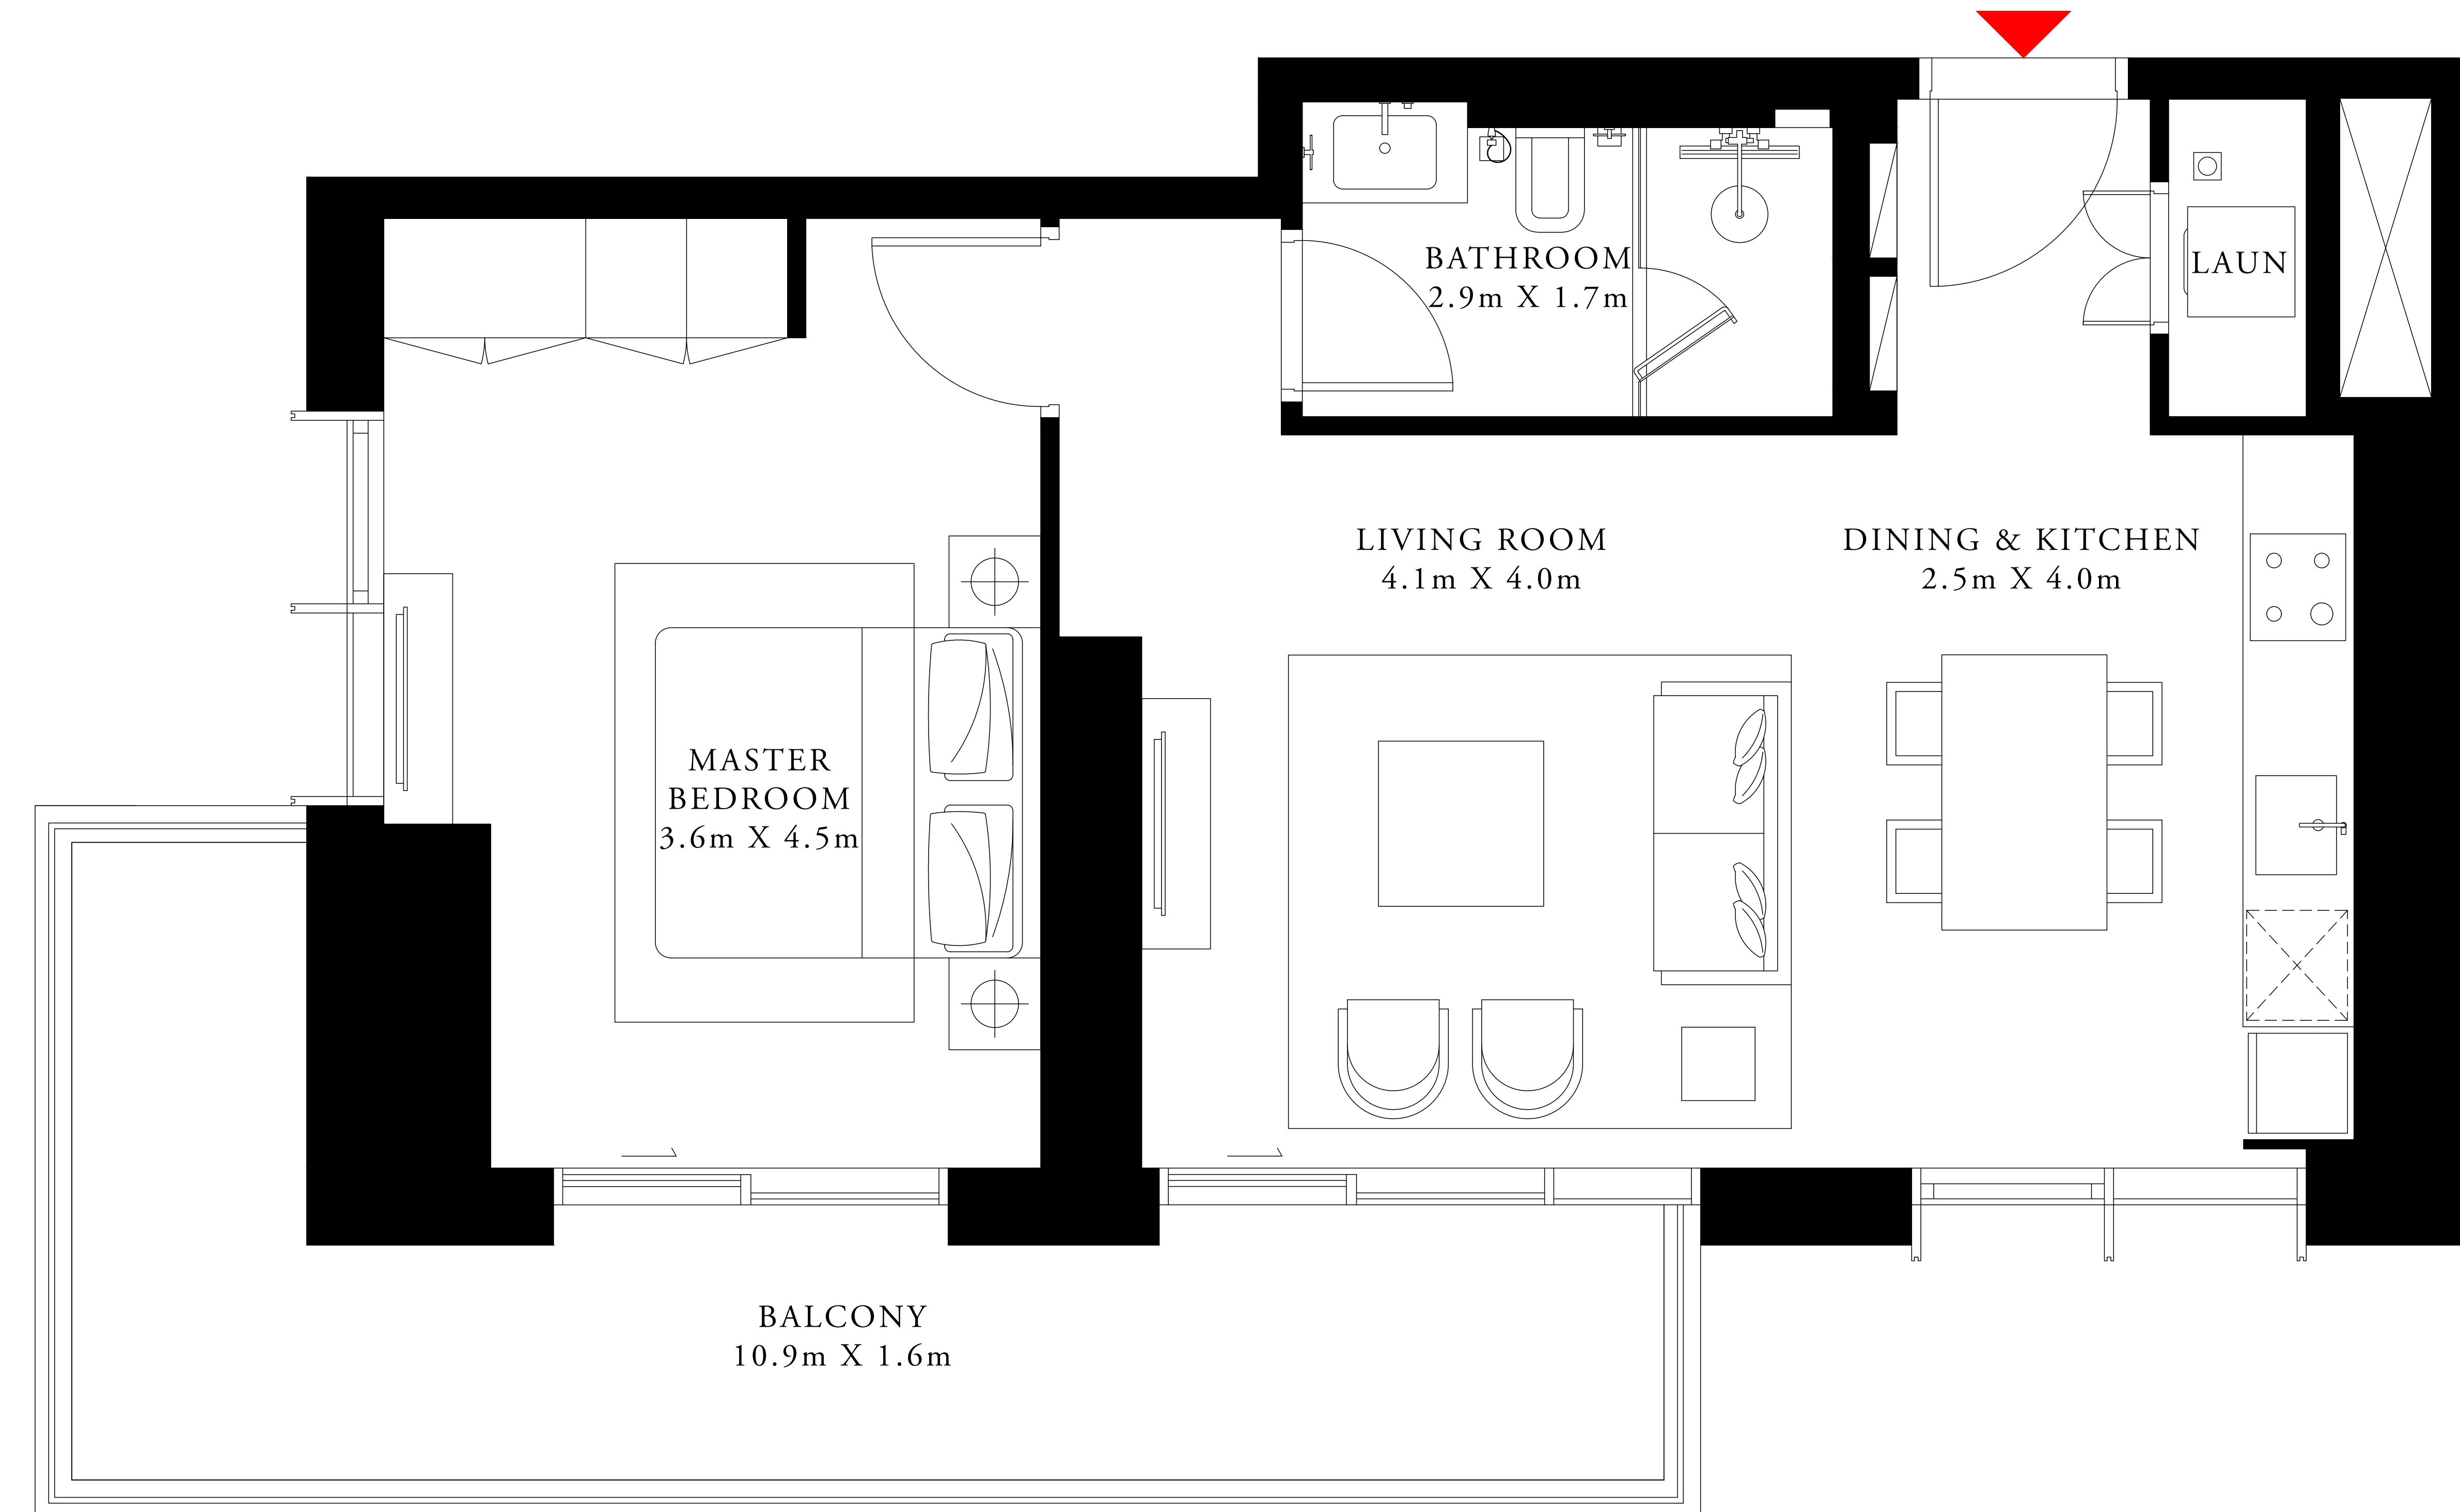 BATHROOM
2.9m X 1.7m
LAUN
LIVING ROOM
4.1m X 4.0m
DINING & KITCHEN
2.5m X 4.0m
MASTER
BEDROOM
3.6m X 4.5m
BALCONY
10.9m X 1.6m